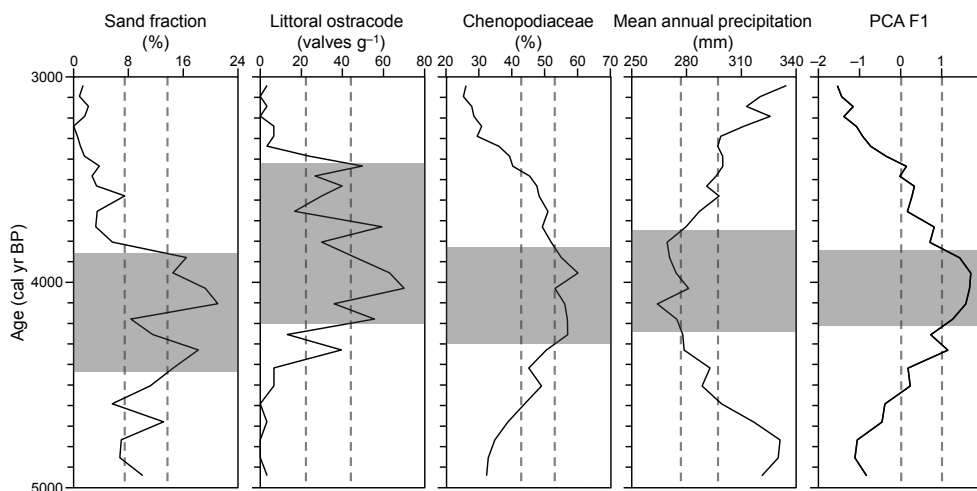 Sand fraction
(%)
Littoral ostracode
(valves g⁻¹)
Chenopodiaceae
(%)
Mean annual precipitation
(mm)
PCA F1
0 8 16 24
0 20 40 60 80
20 30 40 50 60 70
250 280 310 340
−2 −1 0 1
3000
4000
5000
Age (cal yr BP)